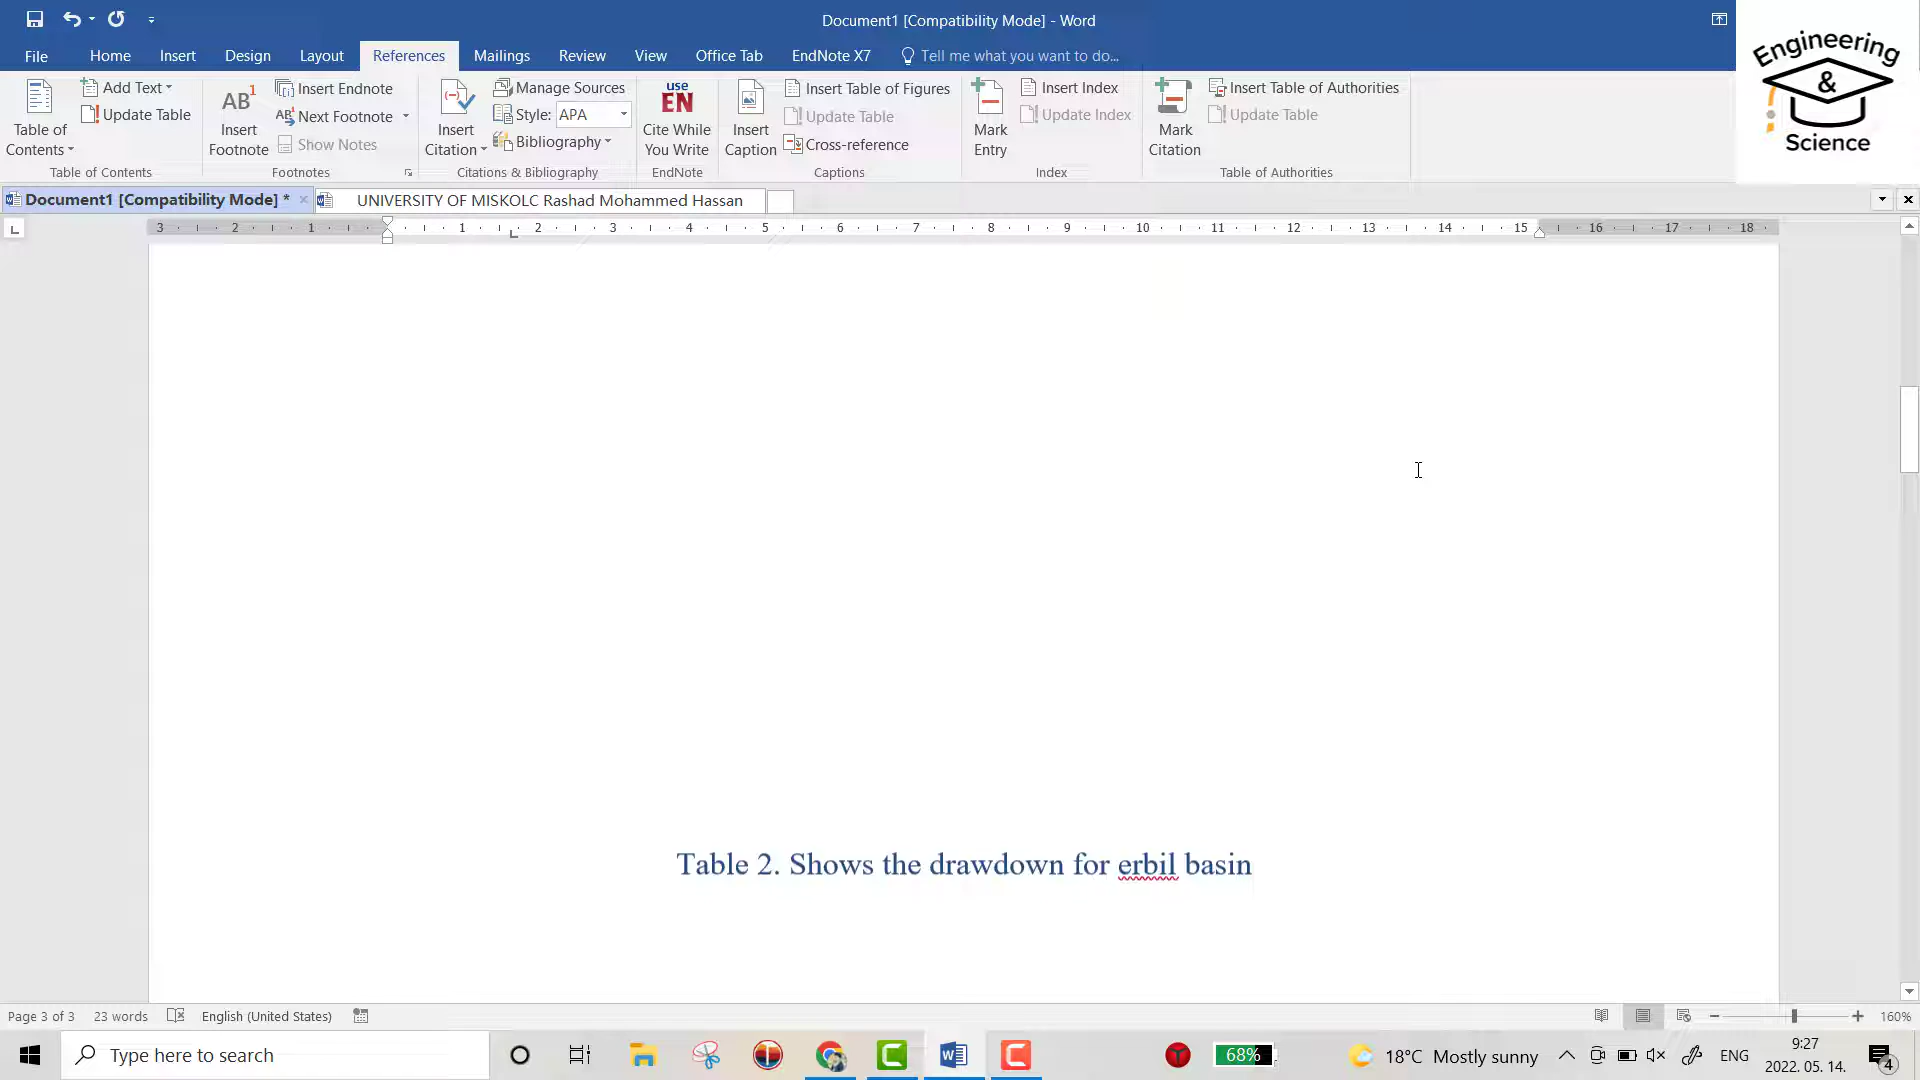 Document1 [Compatibility Mode] - Word
File Home Insert Design Layout References Mailings Review View Office Tab EndNote X7 Tell me what you want to do...
Engineering
&
Science
Table of Contents
Add Text
Update Table
Table of Contents
AB1
Insert Footnote
Insert Endnote
Next Footnote
Show Notes
Footnotes
Insert Citation
Manage Sources
Style: APA
Bibliography
Citations & Bibliography
use
EN
Cite While You Write
EndNote
Insert Caption
Insert Table of Figures
Update Table
Cross-reference
Captions
Mark Entry
Insert Index
Update Index
Index
Mark Citation
Insert Table of Authorities
Update Table
Table of Authorities
Document1 [Compatibility Mode] *
UNIVERSITY OF MISKOLC Rashad Mohammed Hassan
3 2 1 1 2 3 4 5 6 7 8 9 10 11 12 13 14 15 16 17 18
Table 2. Shows the drawdown for erbil basin
Page 3 of 3 23 words English (United States) 160%
Type here to search
68%
18°C Mostly sunny
ENG
9:27
2022. 05. 14.
4